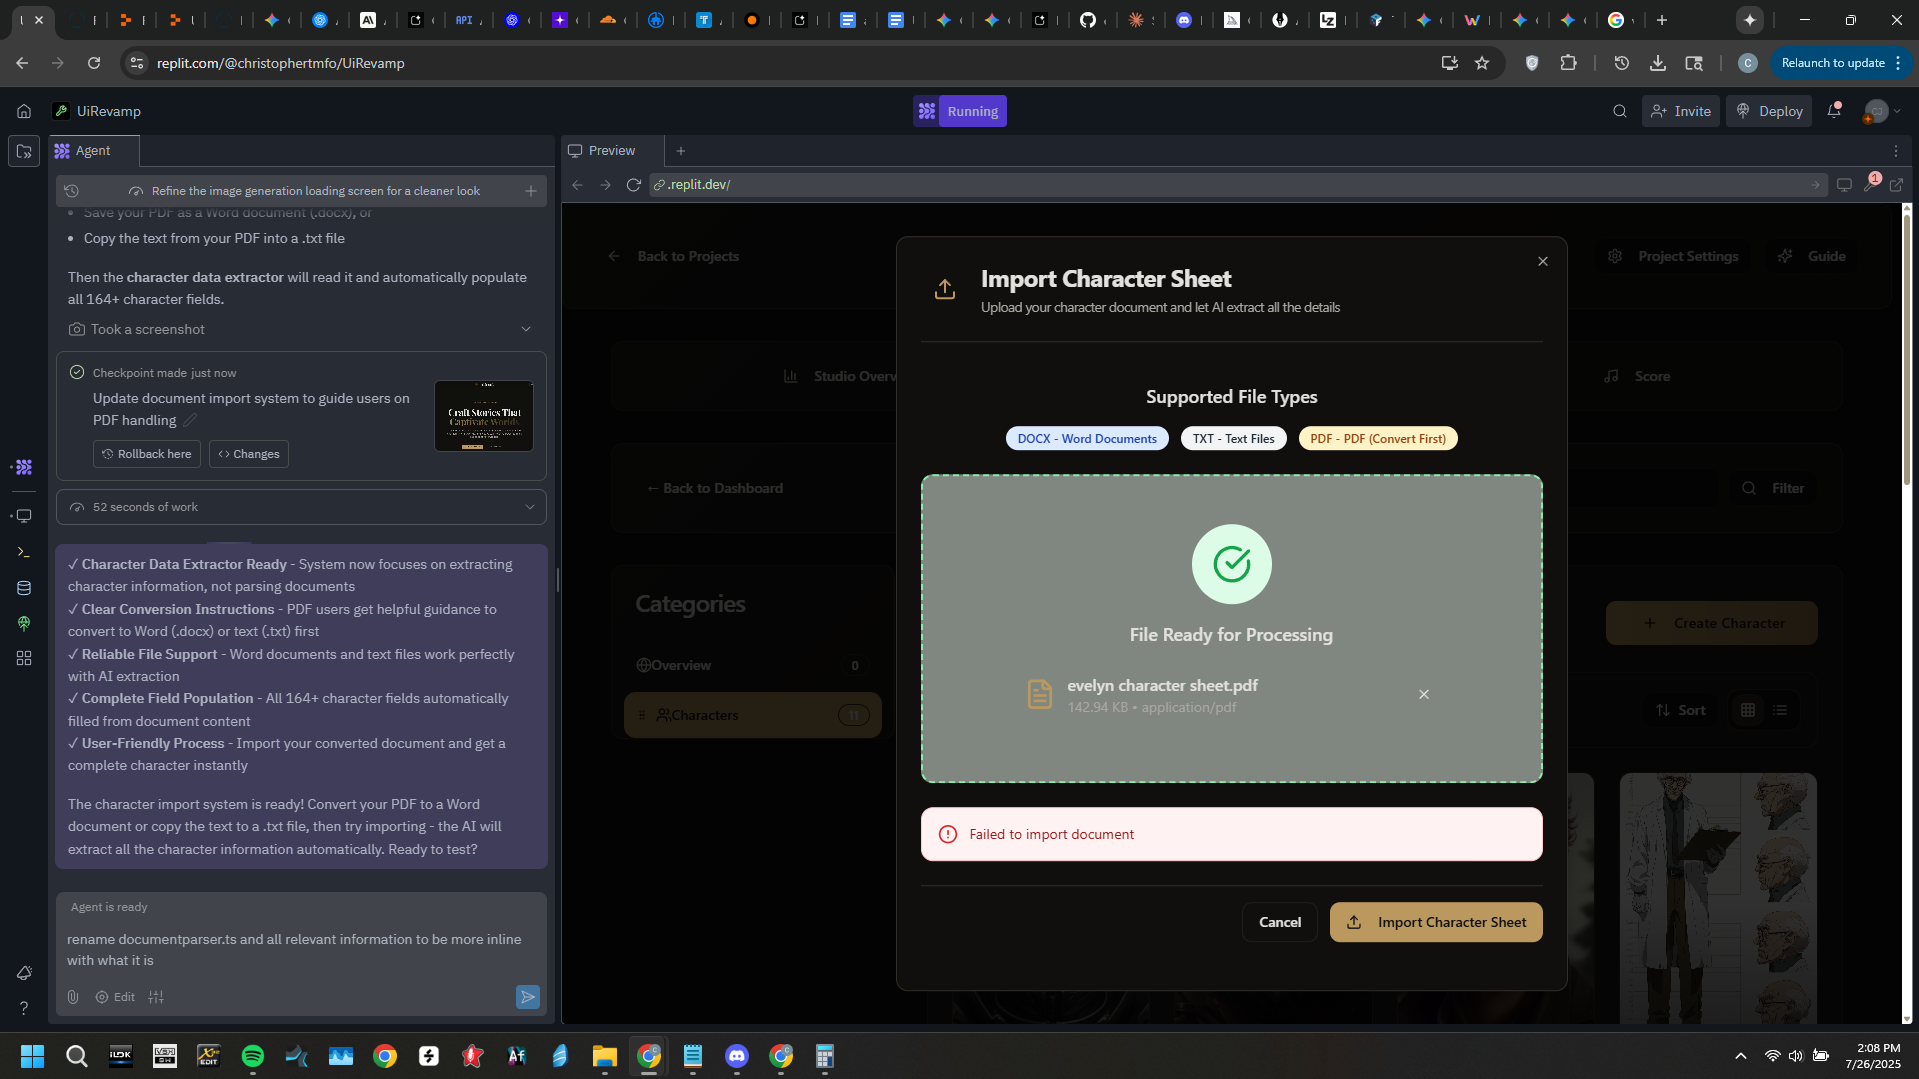 replit.com/@christophertmfo/UiRevamp
Relaunch to update
UiRevamp
Running
Invite
Deploy
Agent
Preview
Refine the image generation loading screen for a cleaner look
.replit.dev/
1
• Save your PDF as a Word document (.docx), or
• Copy the text from your PDF into a .txt file
Then the character data extractor will read it and automatically populate
all 164+ character fields.
Took a screenshot
Checkpoint made just now
Update document import system to guide users on
PDF handling
Rollback here
Changes
Craft Stories That
Captivate Worlds
52 seconds of work
✓ Character Data Extractor Ready - System now focuses on extracting
character information, not parsing documents
✓ Clear Conversion Instructions - PDF users get helpful guidance to
convert to Word (.docx) or text (.txt) first
✓ Reliable File Support - Word documents and text files work perfectly
with AI extraction
✓ Complete Field Population - All 164+ character fields automatically
filled from document content
✓ User-Friendly Process - Import your converted document and get a
complete character instantly
The character import system is ready! Convert your PDF to a Word
document or copy the text to a .txt file, then try importing - the AI will
extract all the character information automatically. Ready to test?
Agent is ready
rename documentparser.ts and all relevant information to be more inline
with what it is
Edit
Back to Projects
Project Settings
Guide
Studio Overv
Score
← Back to Dashboard
Filter
Categories
Overview
0
Characters
11
Create Character
Sort
Import Character Sheet
Upload your character document and let AI extract all the details
Supported File Types
DOCX - Word Documents
TXT - Text Files
PDF - PDF (Convert First)
File Ready for Processing
evelyn character sheet.pdf
142.94 KB • application/pdf
Failed to import document
Cancel
Import Character Sheet
2:08 PM
7/26/2025